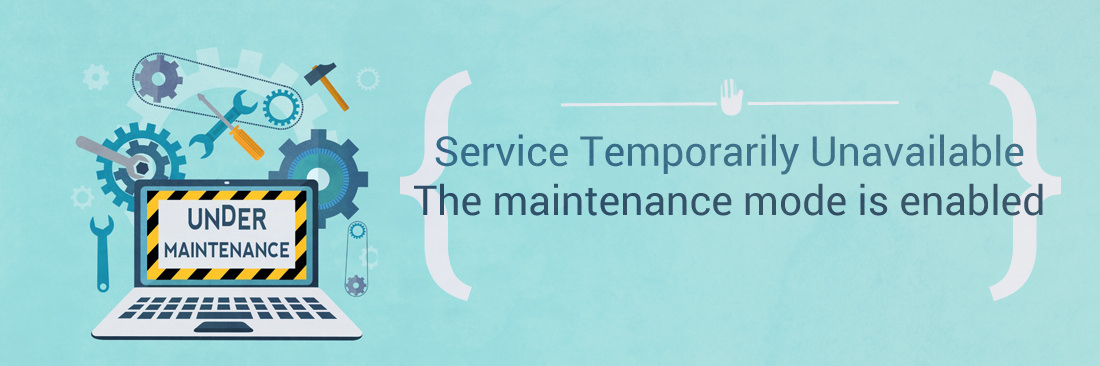 UNDER
MAINTENANCE
Service Temporarily Unavailable
The maintenance mode is enabled